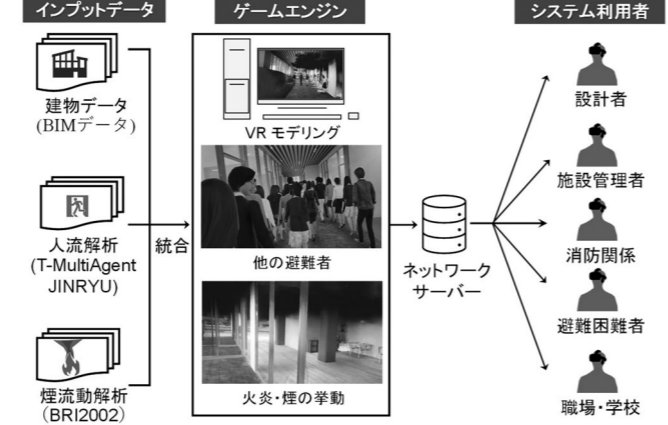 インプットデータ
建物データ
(BIMデータ)
人流解析
(T-MultiAgent
JINRYU)
煙流動解析
(BRI2002)
統合
ゲームエンジン
VR モデリング
他の避難者
火炎・煙の挙動
ネットワーク
サーバー
システム利用者
設計者
施設管理者
消防関係
避難困難者
職場・学校